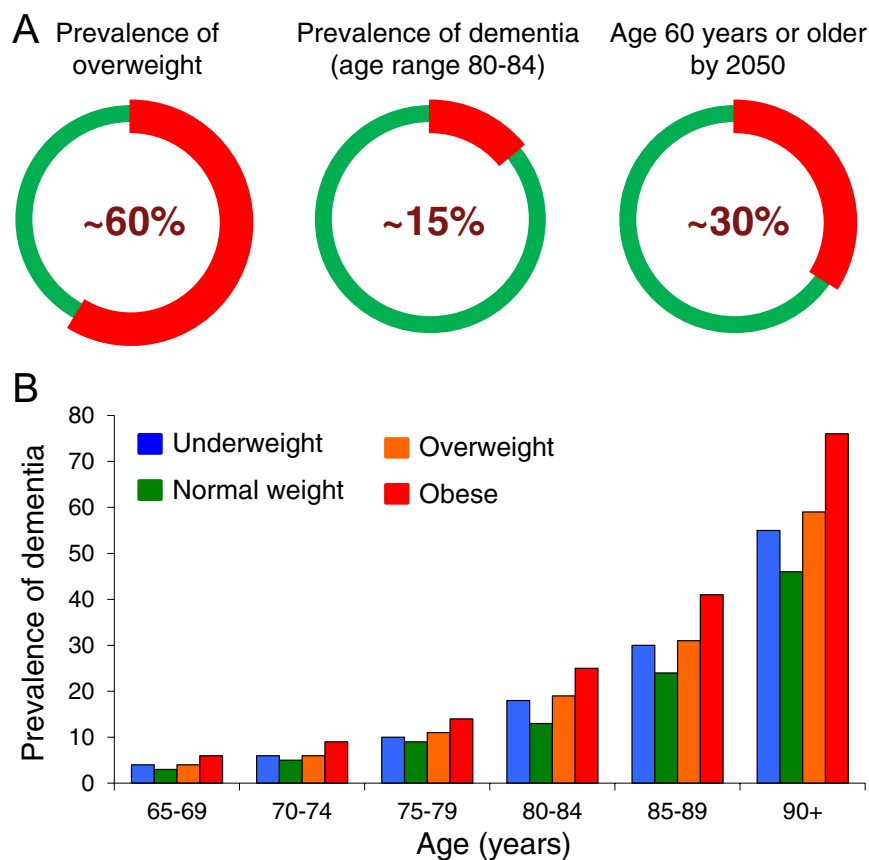 A
Prevalence of
overweight
Prevalence of dementia
(age range 80-84)
Age 60 years or older
by 2050
~60%
~15%
~30%
B
Prevalence of dementia
80
70
60
50
40
30
20
10
0
Underweight
Overweight
Normal weight
Obese
65-69
70-74
75-79
80-84
85-89
90+
Age (years)